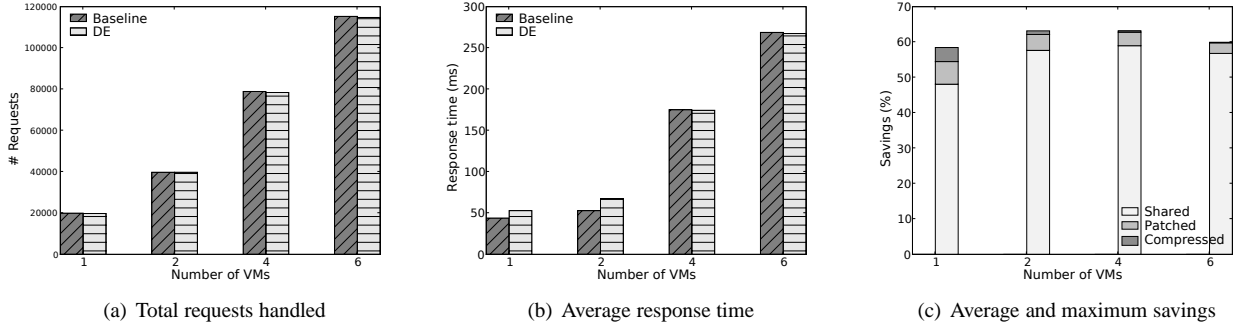 120000
100000
80000
60000
40000
20000
0
# Requests
Baseline
DE
1 2 4 6
Number of VMs
(a) Total requests handled
300
250
200
150
100
50
0
Response time (ms)
Baseline
DE
1 2 4 6
Number of VMs
(b) Average response time
70
60
50
40
30
20
10
0
Savings (%)
Shared
Patched
Compressed
1 2 4 6
Number of VMs
(c) Average and maximum savings